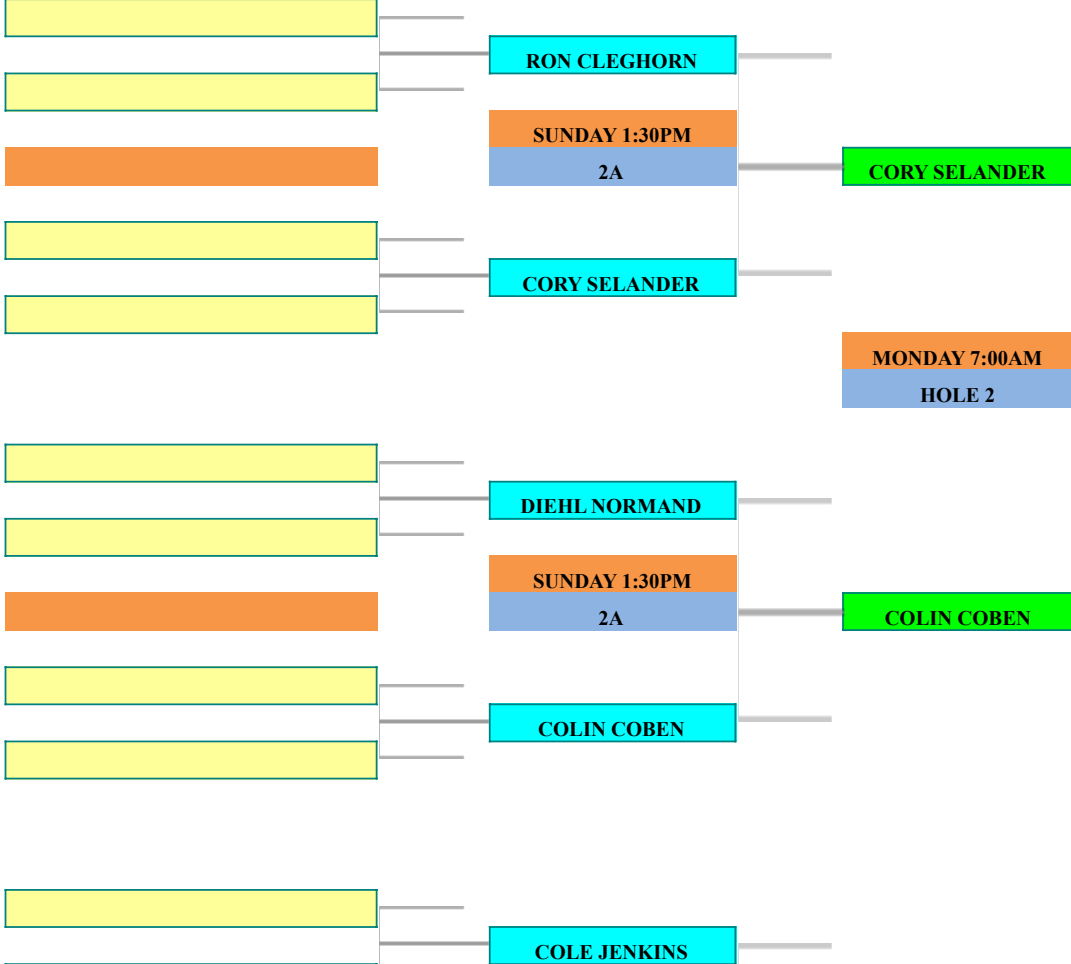 RON CLEGHORN
SUNDAY 1:30PM
2A
CORY SELANDER
CORY SELANDER
MONDAY 7:00AM
HOLE 2
DIEHL NORMAND
SUNDAY 1:30PM
2A
COLIN COBEN
COLIN COBEN
COLE JENKINS